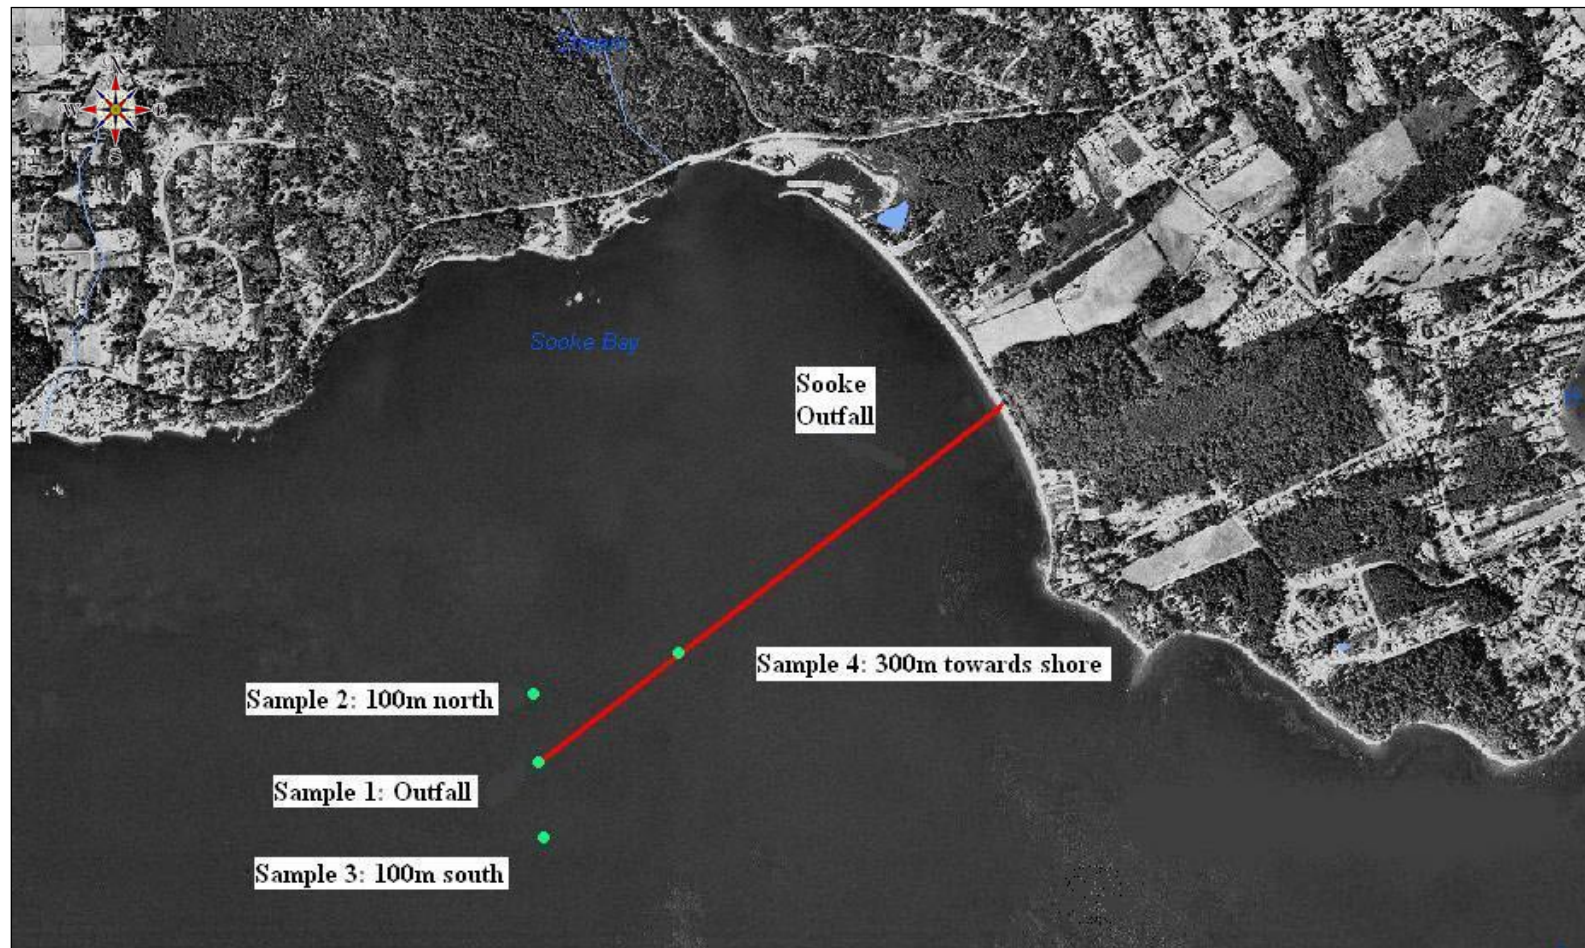 Stream
N
W
E
S
Sooke Bay
Sooke
Outfall
Sample 4: 300m towards shore
Sample 2: 100m north
Sample 1: Outfall
Sample 3: 100m south